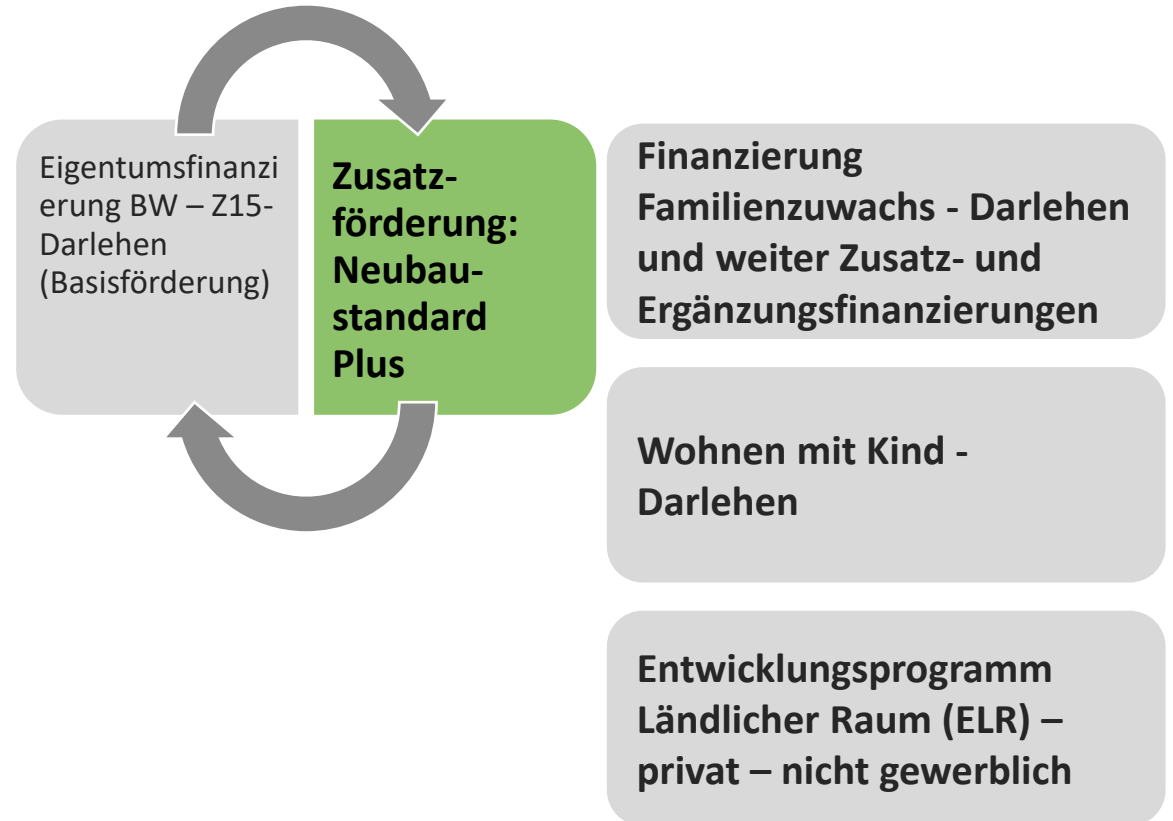 Eigentumsfinanzi
erung BW – Z15-
Darlehen
(Basisförderung)
Zusatz-
förderung:
Neubau-
standard
Plus
Finanzierung
Familienzuwachs - Darlehen
und weiter Zusatz- und
Ergänzungsfinanzierungen
Wohnen mit Kind -
Darlehen
Entwicklungsprogramm
Ländlicher Raum (ELR) –
privat – nicht gewerblich